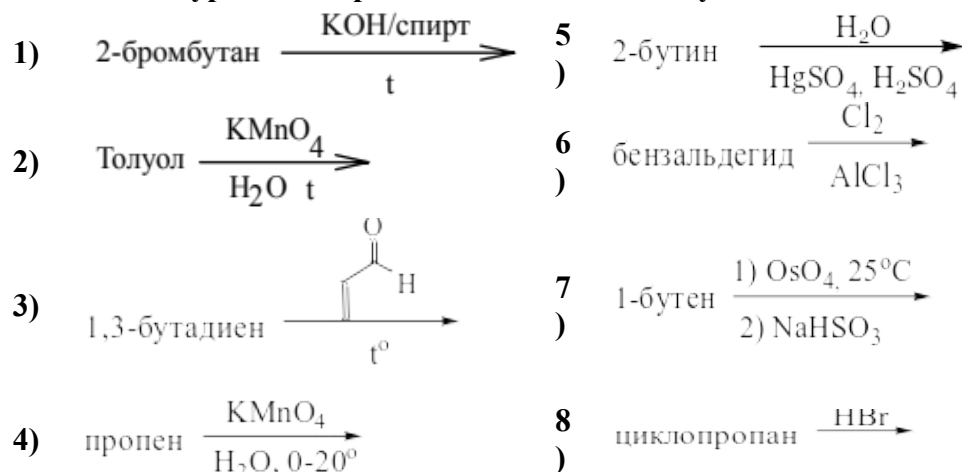 1) 2-бромбутан KOH/спирт t
2) Толуол KMnO4 H2O t
3) 1,3-бутадиен O H t°
4) пропен KMnO4 H2O, 0-20°
5) 2-бутин H2O HgSO4, H2SO4
6) бензальдегид Cl2 AlCl3
7) 1-бутен 1) OsO4, 25°C 2) NaHSO3
8) циклопропан HBr